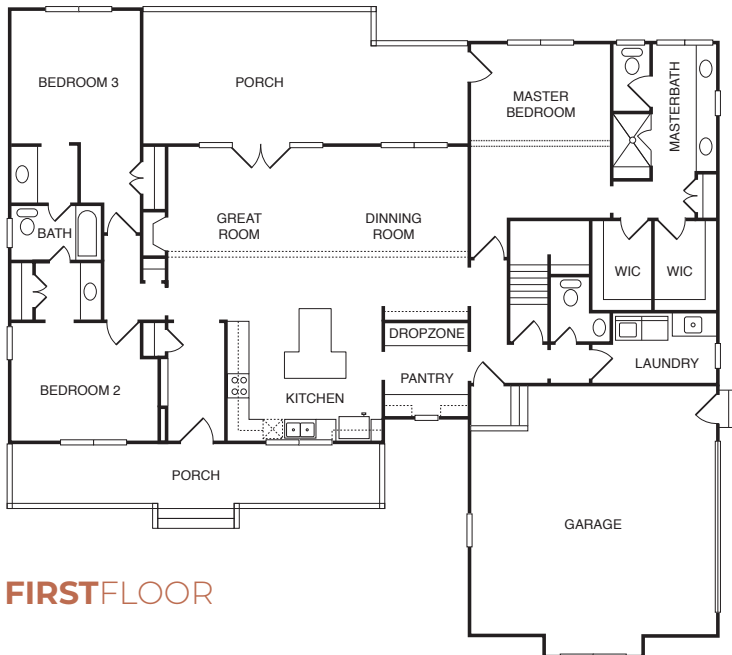 BEDROOM 3
PORCH
MASTER
BEDROOM
MASTERBATH
GREAT
ROOM
DINNING
ROOM
BATH
WIC
WIC
DROPZONE
PANTRY
LAUNDRY
BEDROOM 2
KITCHEN
PORCH
GARAGE
FIRSTFLOOR